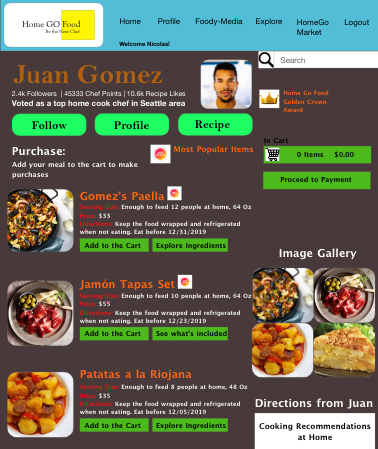 Home GO Food
Be the Next Chef
Home Profile Foody-Media Explore HomeGo Market Logout
Welcome Nicolas!
Search
Juan Gomez
2.4k Followers | 45333 Chef Points | 10.6k Recipe Likes
Voted as a top home cook chef in Seattle area
Home Go Food
Golden Crown
Award
Follow Profile Recipe
In Cart
0 Items $0.00
Proceed to Payment
Purchase:
Most Popular Items
Add your meal to the cart to make
purchases
Gomez's Paella
Serving Size: Enough to feed 12 people at home, 64 Oz
Price: $33
Directions: Keep the food wrapped and refrigerated
when not eating. Eat before 12/31/2019
Add to the Cart Explore Ingredients
Image Gallery
Jamón Tapas Set
Serving Size: Enough to feed 10 people at home, 64 Oz
Price: $55
Directions: Keep the food wrapped and refrigerated
when not eating. Eat before 12/23/2019
Add to the Cart See what's included
Patatas a la Riojana
Serving Size: Enough to feed 8 people at home, 48 Oz
Price: $35
Directions: Keep the food wrapped and refrigerated
when not eating. Eat before 12/05/2019
Add to the Cart Explore Ingredients
Directions from Juan
Cooking Recommendations
at Home